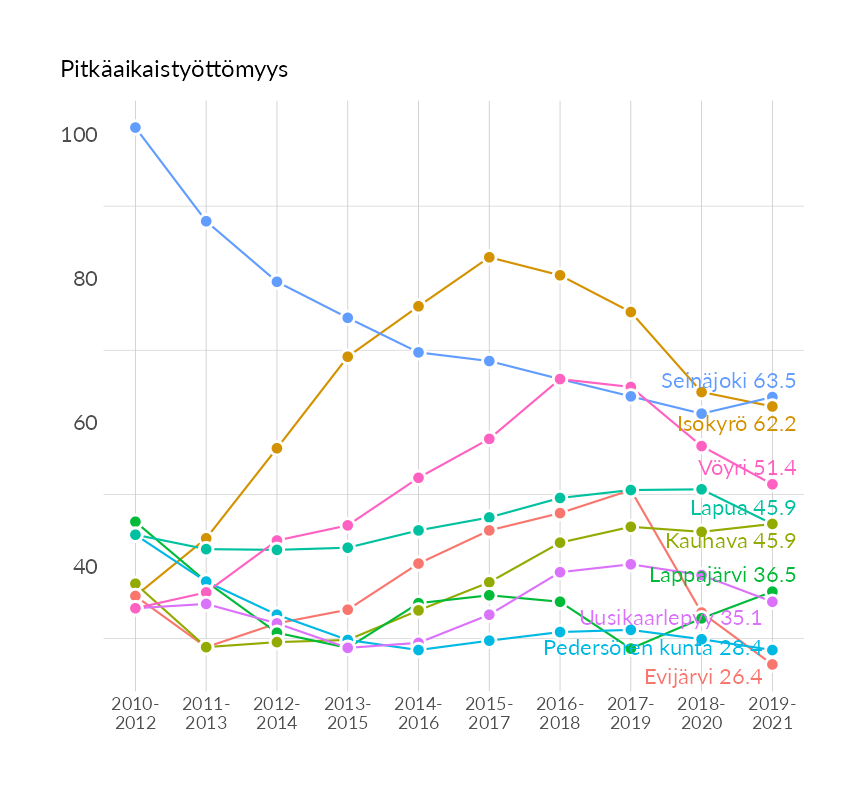 Pitkäaikaistyöttömyys
100
80
60
40
Seinäjoki 63.5
Isokyrö 62.2
Vöyri 51.4
Lapua 45.9
Kauhava 45.9
Lappajärvi 36.5
Uusikaarlepyy 35.1
Pedersören kunta 28.4
Evijärvi 26.4
2010- 2011- 2012- 2013- 2014- 2015- 2016- 2017- 2018- 2019-
2012 2013 2014 2015 2016 2017 2018 2019 2020 2021